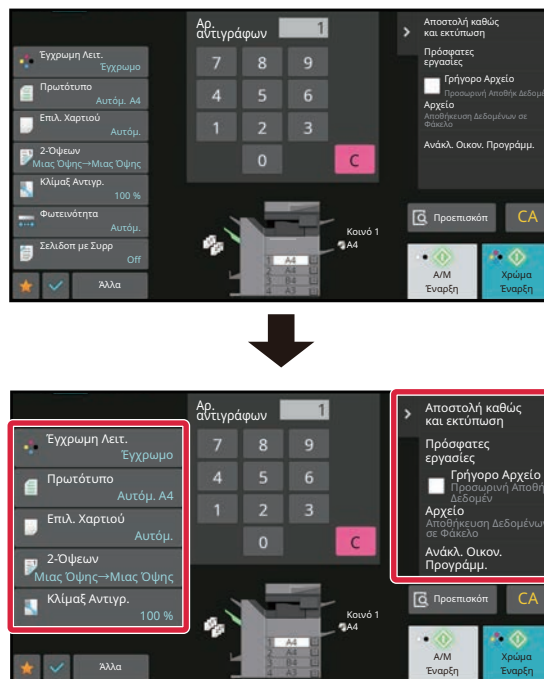 Αρ.
αντιγράφων 1
Έγχρωμη Λειτ.
Έγχρωμο
Πρωτότυπο
Αυτόμ. A4
Επιλ. Χαρτιού
Αυτόμ.
2-Όψεων
Μιας Όψης→Μιας Όψης
Κλίμαξ Αντιγρ.
100 %
Φωτεινότητα
Αυτόμ.
Σελιδοπ με Συρρ
Off
Άλλα
7 8 9
4 5 6
1 2 3
0 C
Κοινό 1
A4
A4
A4
B4
A3
Αποστολή καθώς
και εκτύπωση
Πρόσφατες
εργασίες
Γρήγορο Αρχείο
Προσωρινή Αποθήκ Δεδομέ
Αρχείο
Αποθήκευση Δεδομένων σε
Φάκελο
Ανάκλ. Οικον. Προγράμμ.
Προεπισκόπ CA
Α/Μ
Έναρξη
Χρώμα
Έναρξη
Αρ.
αντιγράφων 1
Έγχρωμη Λειτ.
Έγχρωμο
Πρωτότυπο
Αυτόμ. A4
Επιλ. Χαρτιού
Αυτόμ.
2-Όψεων
Μιας Όψης→Μιας Όψης
Κλίμαξ Αντιγρ.
100 %
Άλλα
7 8 9
4 5 6
1 2 3
0 C
Κοινό 1
A4
A4
A4
B4
A3
Αποστολή καθώς
και εκτύπωση
Πρόσφατες
εργασίες
Γρήγορο Αρχείο
Προσωρινή Αποθή
Δεδομέν
Αρχείο
Αποθήκευση Δεδομένων
σε Φάκελο
Ανάκλ. Οικον.
Προγράμμ.
Προεπισκόπ CA
Α/Μ
Έναρξη
Χρώμα
Έναρξη